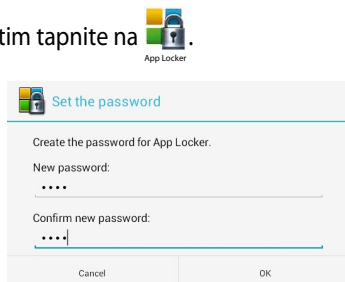 tim tapnite na .
App Locker
Set the password
Create the password for App Locker.
New password:
••••
Confirm new password:
••••
Cancel OK